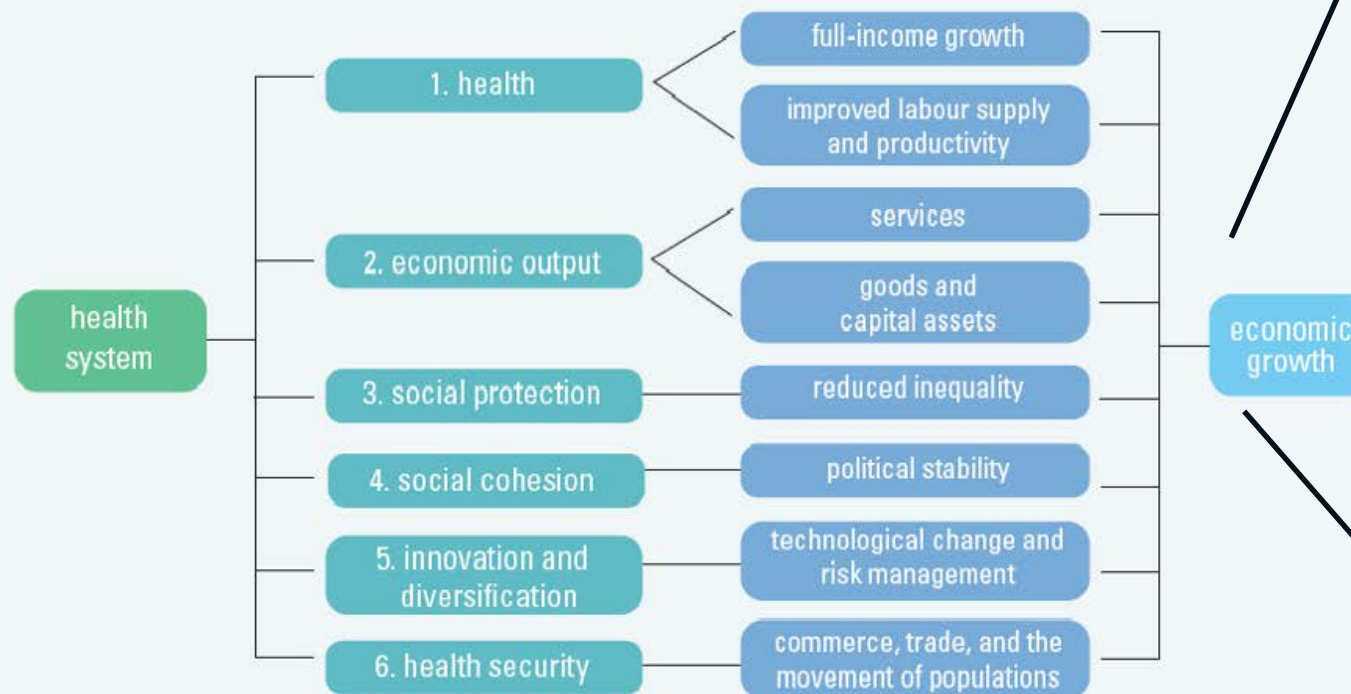 health
system
1. health
full-income growth
improved labour supply
and productivity
2. economic output
services
goods and
capital assets
3. social protection
reduced inequality
4. social cohesion
political stability
5. innovation and
diversification
technological change and
risk management
6. health security
commerce, trade, and the
movement of populations
economic
growth